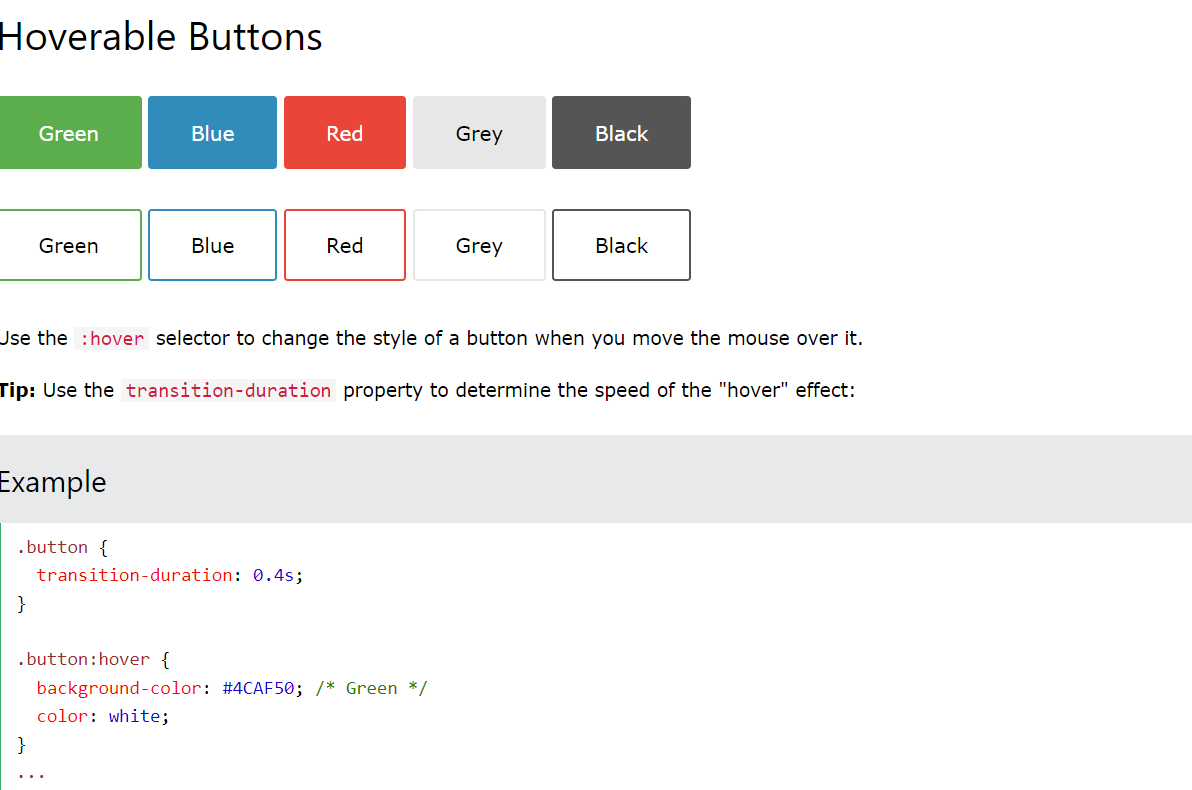 Hoverable Buttons
Green Blue Red Grey Black
Green Blue Red Grey Black
Use the :hover selector to change the style of a button when you move the mouse over it.
Tip: Use the transition-duration property to determine the speed of the "hover" effect:
Example
.button {
  transition-duration: 0.4s;
}
.button:hover {
  background-color: #4CAF50; /* Green */
  color: white;
}
...